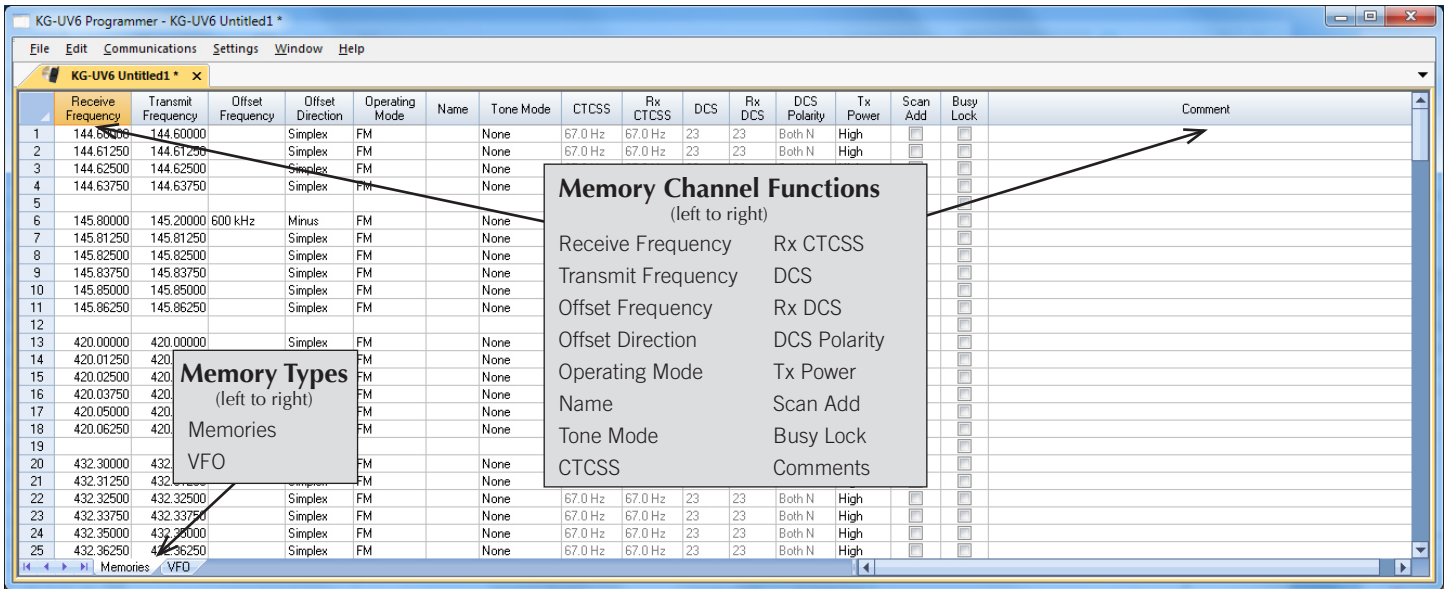 KG-UV6 Programmer - KG-UV6 Untitled1 *
File Edit Communications Settings Window Help
KG-UV6 Untitled1 * x
Receive Frequency Transmit Frequency Offset Frequency Offset Direction Operating Mode Name Tone Mode CTCSS Rx CTCSS DCS Rx DCS DCS Polarity Tx Power Scan Add Busy Lock Comment
1 144.60000 144.60000 Simplex FM None 67.0 Hz 67.0 Hz 23 23 Both N High
2 144.61250 144.61250 Simplex FM None 67.0 Hz 67.0 Hz 23 23 Both N High
3 144.62500 144.62500 Simplex FM None
4 144.63750 144.63750 Simplex FM None
5
6 145.80000 145.20000 600 kHz Minus FM None
7 145.81250 145.81250 Simplex FM None
8 145.82500 145.82500 Simplex FM None
9 145.83750 145.83750 Simplex FM None
10 145.85000 145.85000 Simplex FM None
11 145.86250 145.86250 Simplex FM None
12
13 420.00000 420.00000 Simplex FM None
14 420.01250 420. FM None
15 420.02500 420. FM None
16 420.03750 420. FM None
17 420.05000 420. FM None
18 420.06250 420. FM None
19
20 432.30000 432. FM None
21 432.31250 432. Simplex FM None
22 432.32500 432.32500 Simplex FM None 67.0 Hz 67.0 Hz 23 23 Both N High
23 432.33750 432.33750 Simplex FM None 67.0 Hz 67.0 Hz 23 23 Both N High
24 432.35000 432.35000 Simplex FM None 67.0 Hz 67.0 Hz 23 23 Both N High
25 432.36250 432.36250 Simplex FM None 67.0 Hz 67.0 Hz 23 23 Both N High
Memories VFO
Memory Channel Functions
(left to right)
Receive Frequency Rx CTCSS
Transmit Frequency DCS
Offset Frequency Rx DCS
Offset Direction DCS Polarity
Operating Mode Tx Power
Name Scan Add
Tone Mode Busy Lock
CTCSS Comments
Memory Types
(left to right)
Memories
VFO